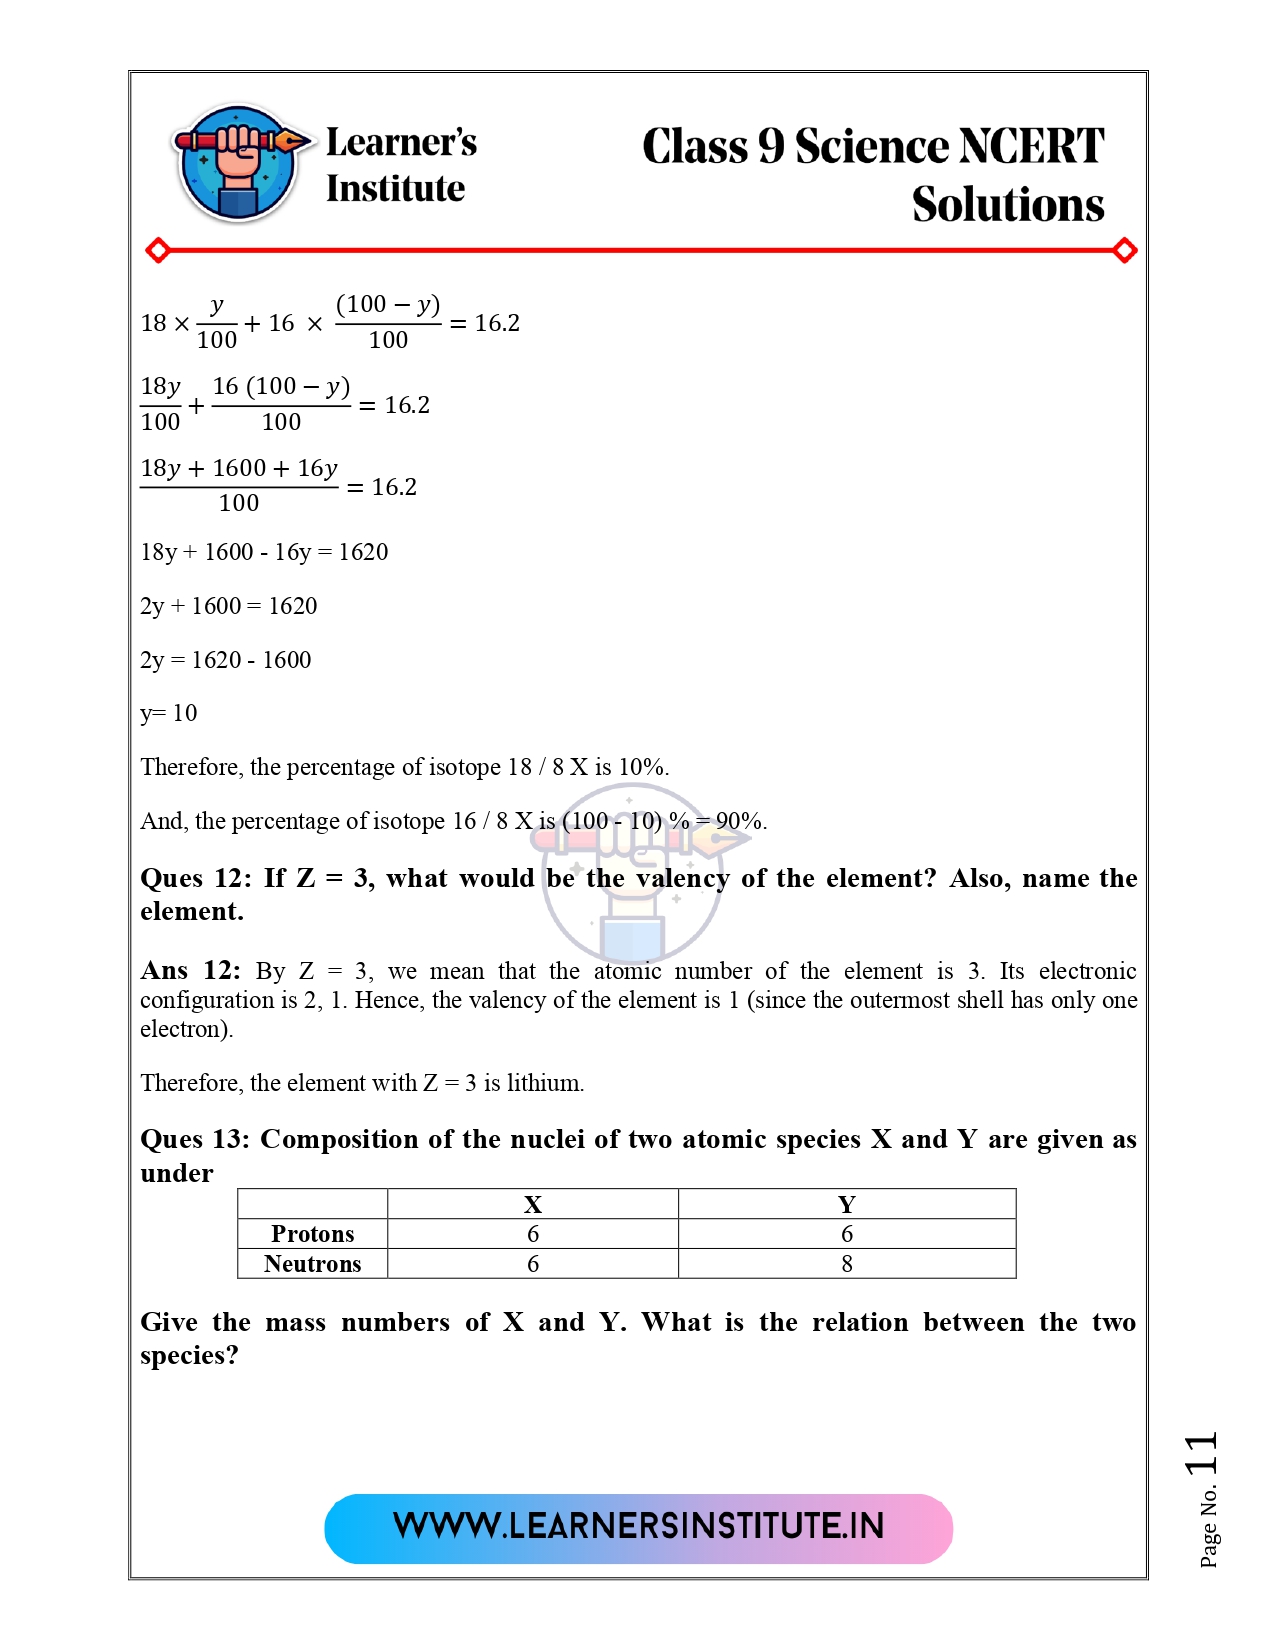 Learner's
Institute
Class 9 Science NCERT
Solutions
18 × y/100 + 16 × (100 − y)/100 = 16.2
18y/100 + 16 (100 − y)/100 = 16.2
(18y + 1600 + 16y)/100 = 16.2
18y + 1600 - 16y = 1620
2y + 1600 = 1620
2y = 1620 - 1600
y= 10
Therefore, the percentage of isotope 18 / 8 X is 10%.
And, the percentage of isotope 16 / 8 X is (100 - 10) % = 90%.
Ques 12: If Z = 3, what would be the valency of the element? Also, name the
element.
Ans 12: By Z = 3, we mean that the atomic number of the element is 3. Its electronic
configuration is 2, 1. Hence, the valency of the element is 1 (since the outermost shell has only one
electron).
Therefore, the element with Z = 3 is lithium.
Ques 13: Composition of the nuclei of two atomic species X and Y are given as
under
X Y
Protons 6 6
Neutrons 6 8
Give the mass numbers of X and Y. What is the relation between the two
species?
Page No. 11
WWW.LEARNERSINSTITUTE.IN